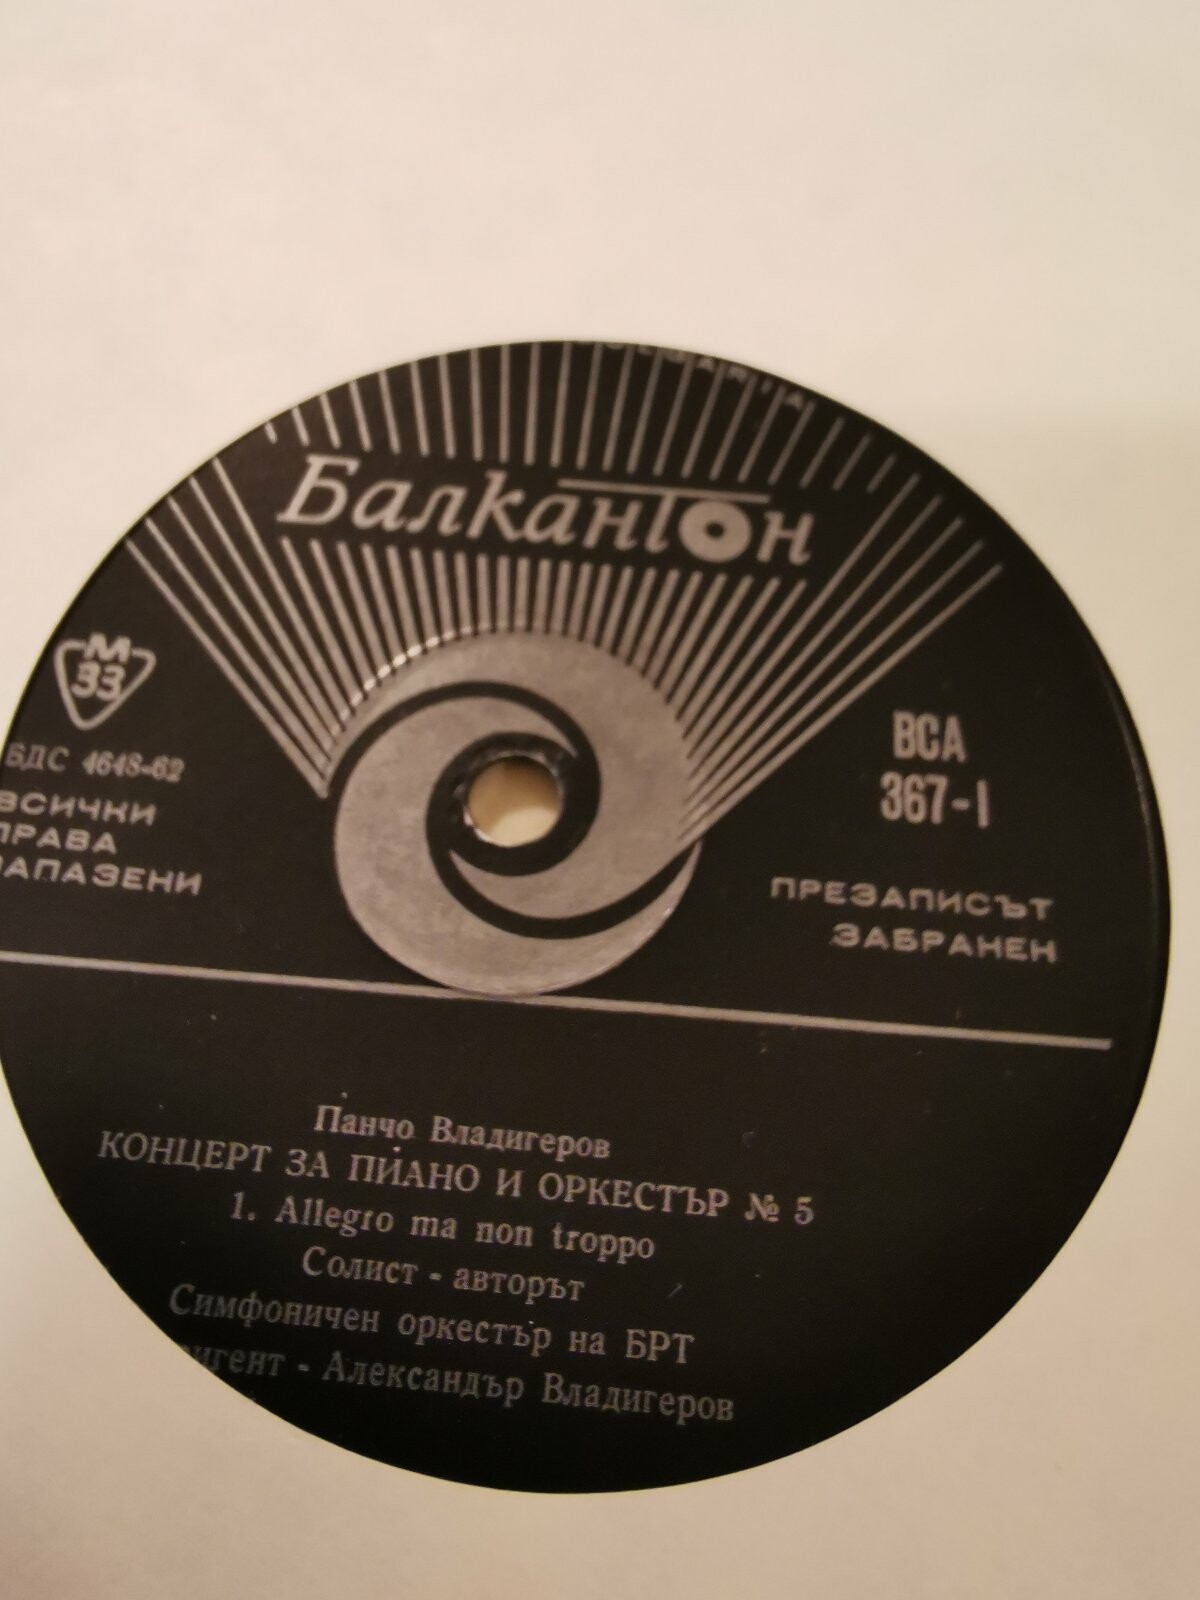 Балкантон
М
33
БДС 4648-62
ВСИЧКИ
ПРАВА
ЗАПАЗЕНИ
ВСА
367-I
ПРЕЗАПИСЪТ
ЗАБРАНЕН
Панчо Владигеров
КОНЦЕРТ ЗА ПИАНО И ОРКЕСТЪР № 5
1. Allegro ma non troppo
Солист - авторът
Симфоничен оркестър на БРТ
- Александър Владигеров